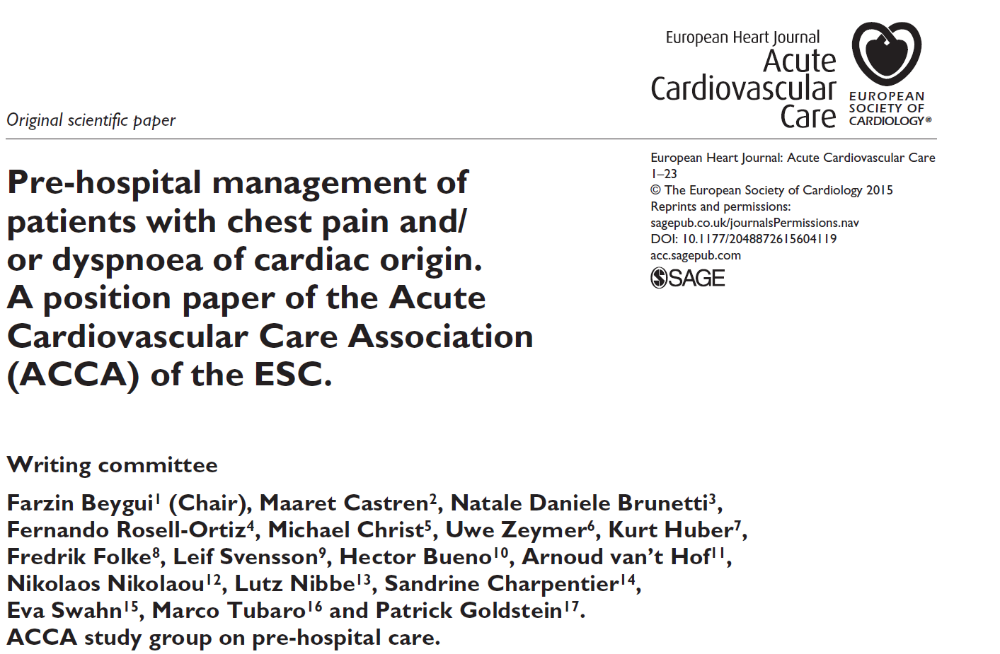 European Heart Journal
Acute
Cardiovascular
Care
EUROPEAN
SOCIETY OF
CARDIOLOGY®
Original scientific paper
Pre-hospital management of
patients with chest pain and/
or dyspnoea of cardiac origin.
A position paper of the Acute
Cardiovascular Care Association
(ACCA) of the ESC.
European Heart Journal: Acute Cardiovascular Care
1–23
© The European Society of Cardiology 2015
Reprints and permissions:
sagepub.co.uk/journalsPermissions.nav
DOI: 10.1177/2048872615604119
acc.sagepub.com
SAGE
Writing committee
Farzin Beygui¹ (Chair), Maaret Castren², Natale Daniele Brunetti³,
Fernando Rosell-Ortiz⁴, Michael Christ⁵, Uwe Zeymer⁶, Kurt Huber⁷,
Fredrik Folke⁸, Leif Svensson⁹, Hector Bueno¹⁰, Arnoud van’t Hof¹¹,
Nikolaos Nikolaou¹², Lutz Nibbe¹³, Sandrine Charpentier¹⁴,
Eva Swahn¹⁵, Marco Tubaro¹⁶ and Patrick Goldstein¹⁷.
ACCA study group on pre-hospital care.